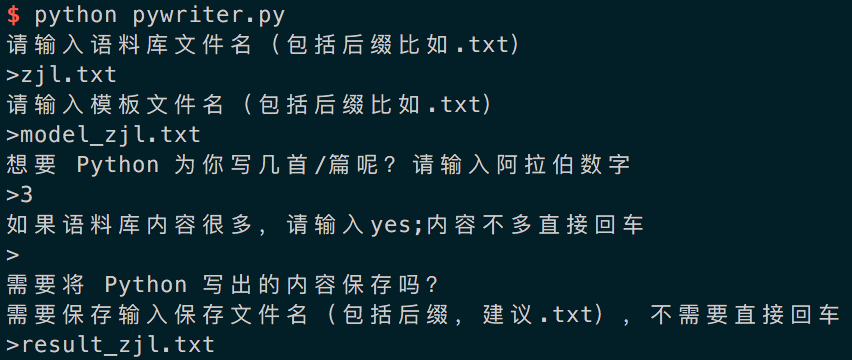 $ python pywriter.py
请输入语料库文件名（包括后缀比如.txt）
>zjl.txt
请输入模板文件名（包括后缀比如.txt）
>model_zjl.txt
想要 Python 为你写几首/篇呢？请输入阿拉伯数字
>3
如果语料库内容很多，请输入yes;内容不多直接回车
>
需要将 Python 写出的内容保存吗？
需要保存输入保存文件名（包括后缀，建议.txt），不需要直接回车
>result_zjl.txt